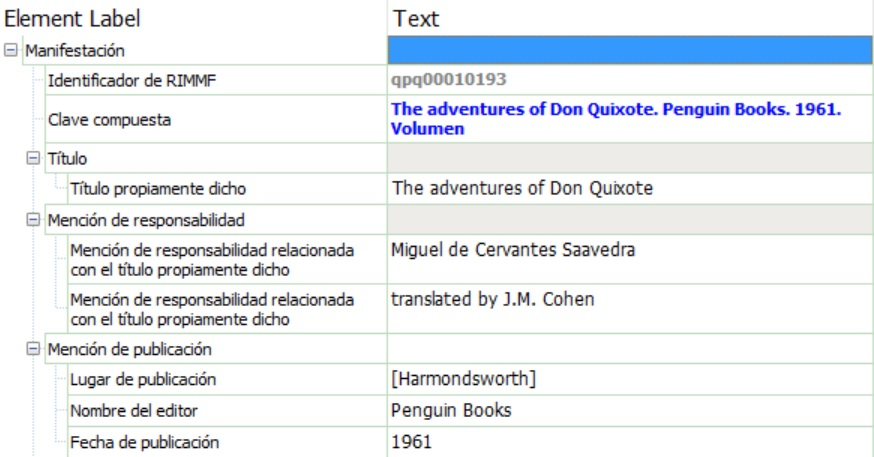 Element Label Text
Manifestación
Identificador de RIMMF qpq00010193
Clave compuesta The adventures of Don Quixote. Penguin Books. 1961.
Volumen
Título
Título propiamente dicho The adventures of Don Quixote
Mención de responsabilidad
Mención de responsabilidad relacionada Miguel de Cervantes Saavedra
con el título propiamente dicho
Mención de responsabilidad relacionada translated by J.M. Cohen
con el título propiamente dicho
Mención de publicación
Lugar de publicación [Harmondsworth]
Nombre del editor Penguin Books
Fecha de publicación 1961